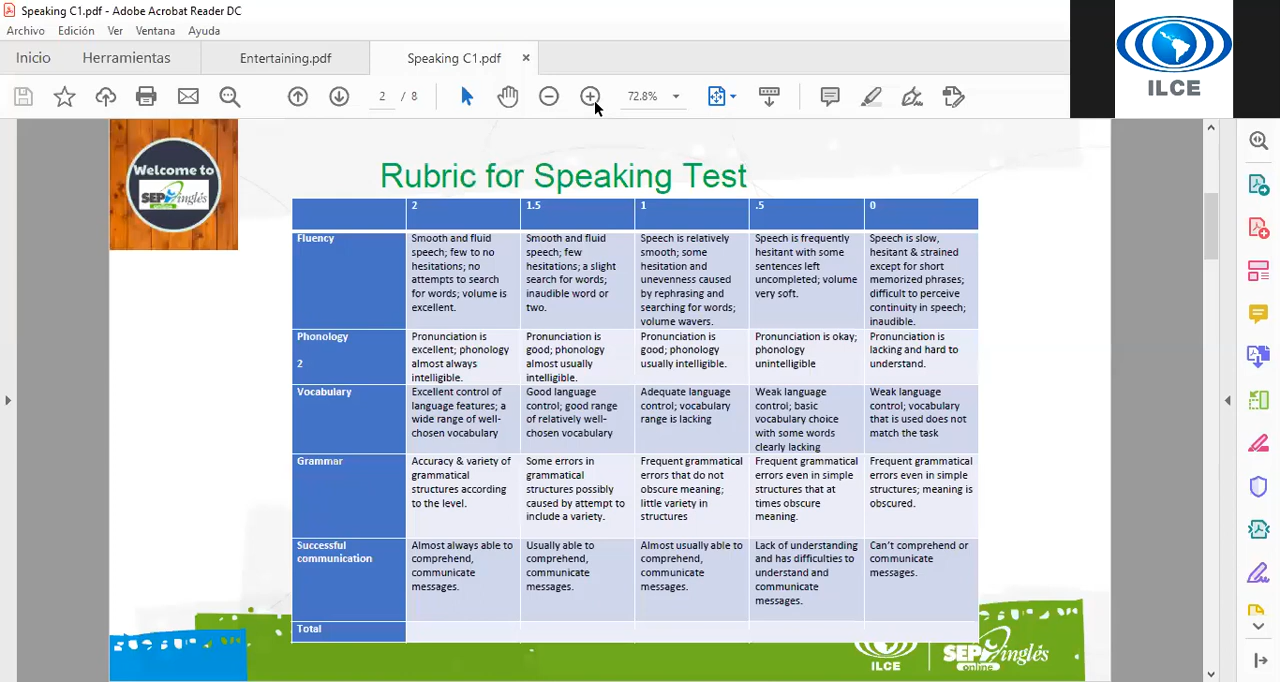 Speaking C1.pdf - Adobe Acrobat Reader DC
Archivo Edición Ver Ventana Ayuda
Inicio Herramientas Entertaining.pdf Speaking C1.pdf ×
2 / 8 72.8%
ILCE
Welcome to
SEP inglés
online
Rubric for Speaking Test
2 1.5 1 .5 0
Fluency
Smooth and fluid
speech; few to no
hesitations; no
attempts to search
for words; volume is
excellent.
Smooth and fluid
speech; few
hesitations; a slight
search for words;
inaudible word or
two.
Speech is relatively
smooth; some
hesitation and
unevenness caused
by rephrasing and
searching for words;
volume wavers.
Speech is frequently
hesitant with some
sentences left
uncompleted; volume
very soft.
Speech is slow,
hesitant & strained
except for short
memorized phrases;
difficult to perceive
continuity in speech;
inaudible.
Phonology
2
Pronunciation is
excellent; phonology
almost always
intelligible.
Pronunciation is
good; phonology
almost usually
intelligible.
Pronunciation is
good; phonology
usually intelligible.
Pronunciation is okay;
phonology
unintelligible
Pronunciation is
lacking and hard to
understand.
Vocabulary
Excellent control of
language features; a
wide range of well-
chosen vocabulary
Good language
control; good range
of relatively well-
chosen vocabulary
Adequate language
control; vocabulary
range is lacking
Weak language
control; basic
vocabulary choice
with some words
clearly lacking
Weak language
control; vocabulary
that is used does not
match the task
Grammar
Accuracy & variety of
grammatical
structures according
to the level.
Some errors in
grammatical
structures possibly
caused by attempt to
include a variety.
Frequent grammatical
errors that do not
obscure meaning;
little variety in
structures
Frequent grammatical
errors even in simple
structures that at
times obscure
meaning.
Frequent grammatical
errors even in simple
structures; meaning is
obscured.
Successful
communication
Almost always able to
comprehend,
communicate
messages.
Usually able to
comprehend,
communicate
messages.
Almost usually able to
comprehend,
communicate
messages.
Lack of understanding
and has difficulties to
understand and
communicate
messages.
Can't comprehend or
communicate
messages.
Total
ILCE
SEP inglés
online